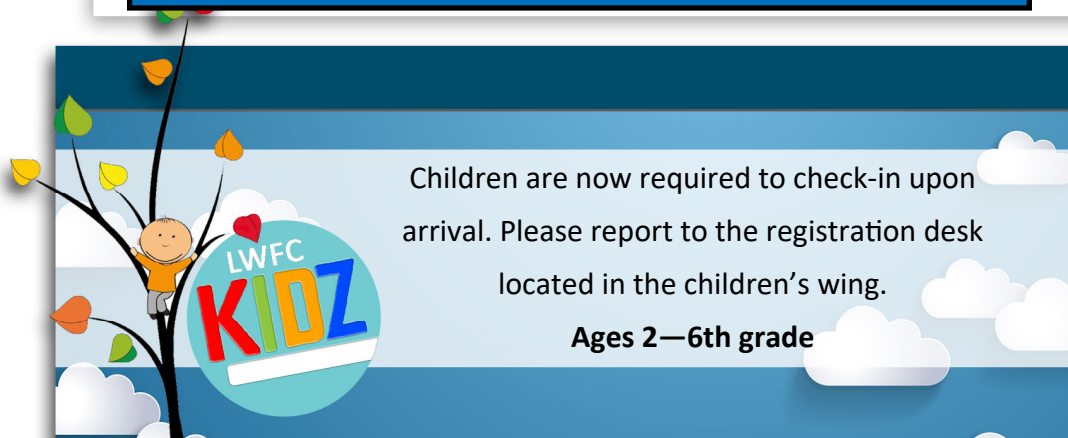 Children are now required to check-in upon
arrival. Please report to the registration desk
located in the children's wing.
Ages 2—6th grade
LWFC
KIDZ